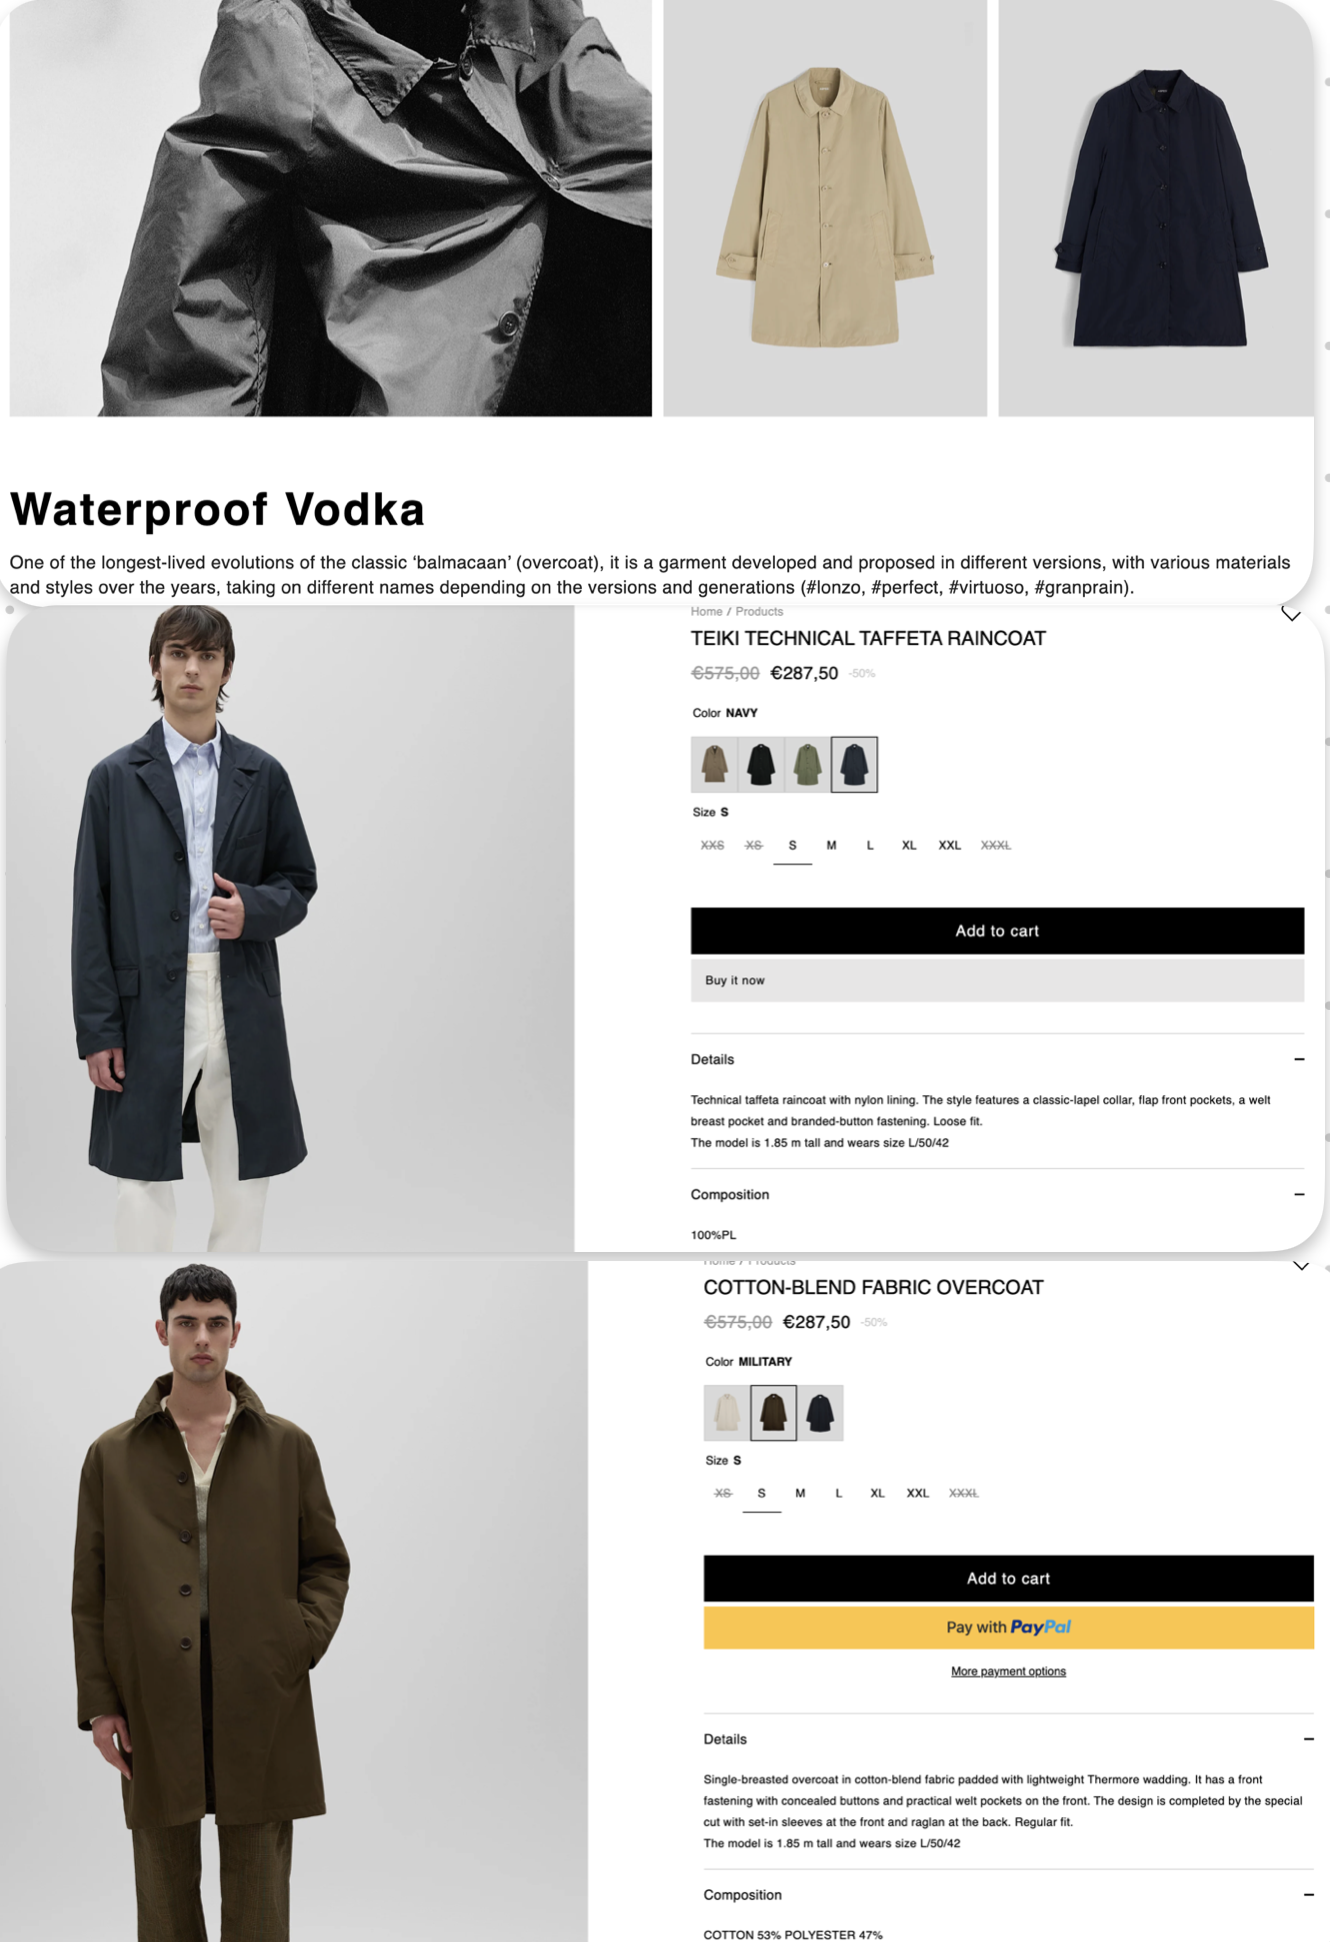 Waterproof Vodka
One of the longest-lived evolutions of the classic ‘balmacaan’ (overcoat), it is a garment developed and proposed in different versions, with various materials
and styles over the years, taking on different names depending on the versions and generations (#lonzo, #perfect, #virtuoso, #granprain).
Home / Products
TEIKI TECHNICAL TAFFETA RAINCOAT
€575,00 €287,50 -50%
Color NAVY
Size S
XXS XS S M L XL XXL XXXL
Add to cart
Buy it now
Details
Technical taffeta raincoat with nylon lining. The style features a classic-lapel collar, flap front pockets, a welt
breast pocket and branded-button fastening. Loose fit.
The model is 1.85 m tall and wears size L/50/42
Composition
100%PL
Home / Products
COTTON-BLEND FABRIC OVERCOAT
€575,00 €287,50 -50%
Color MILITARY
Size S
XS S M L XL XXL XXXL
Add to cart
Pay with PayPal
More payment options
Details
Single-breasted overcoat in cotton-blend fabric padded with lightweight Thermore wadding. It has a front
fastening with concealed buttons and practical welt pockets on the front. The design is completed by the special
cut with set-in sleeves at the front and raglan at the back. Regular fit.
The model is 1.85 m tall and wears size L/50/42
Composition
COTTON 53% POLYESTER 47%